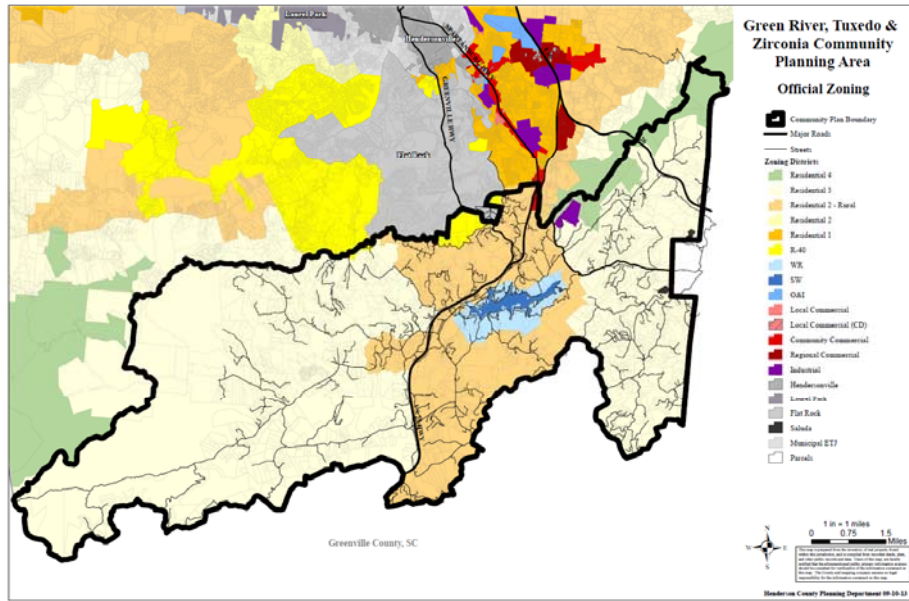 Green River, Tuxedo &
Zirconia Community
Planning Area
Official Zoning
Community Plan Boundary
Major Roads
Streets
Zoning Districts
Residential 4
Residential 3
Residential 2 - Rural
Residential 2
Residential 1
R-40
WR
SW
OAI
Local Commercial
Local Commercial (CD)
Community Commercial
Regional Commercial
Industrial
Hendersonville
Laurel Park
Flat Rock
Saluda
Municipal ETJ
Parcels
Laurel Park
Hendersonville
GREENVILLE HWY
Flat Rock
Greenville County, SC
N
W
E
S
1 in = 1 miles
0 0.75 1.5
Miles
Henderson County Planning Department 09-10-13